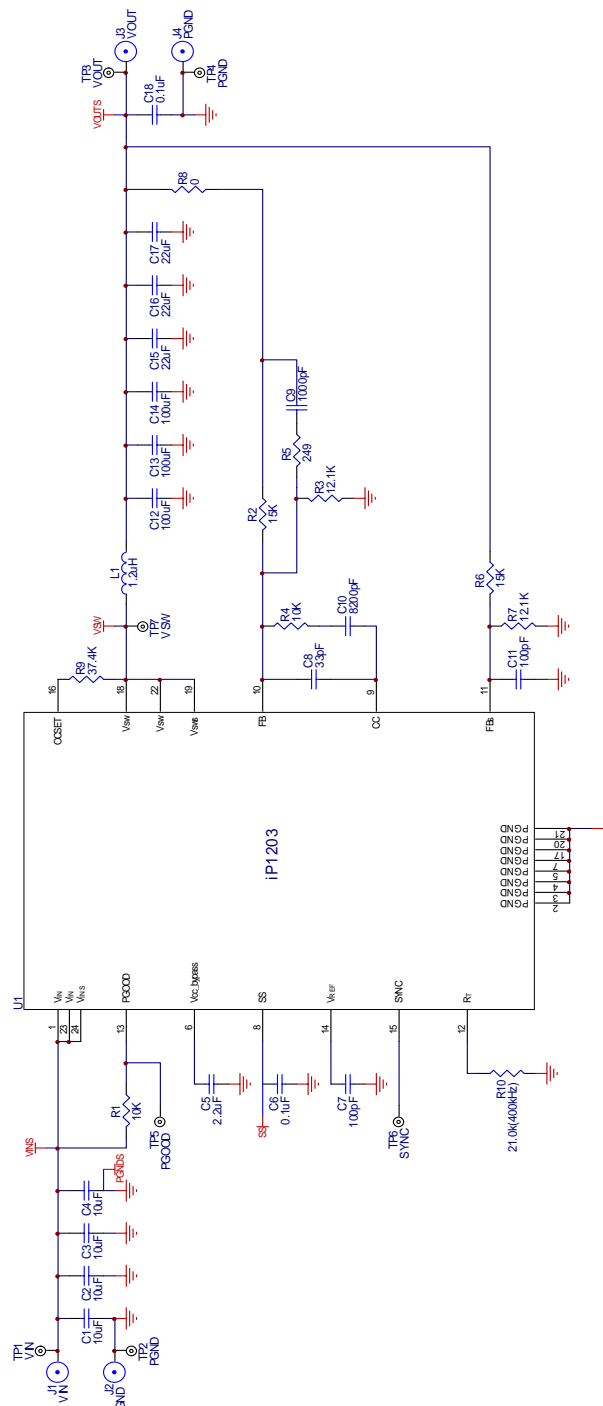 J1
VIN
TP1
VIN
J2
GND
TP2
PGND
C1
10uF
C2
10uF
C3
10uF
C4
10uF
PGNDS
VINS
R1
10K
TP5
PGOOD
C5
2.2uF
SS
C6
0.1uF
C7
100pF
TP6
SYNC
R10
21.0k(400kHz)
U1
iP1203
1
VIN
23
VIN
24
VINS
13
PGOOD
6
Vcc_bypass
8
SS
14
VREF
15
SYNC
12
RT
2
PGND
3
PGND
4
PGND
5
PGND
7
PGND
17
PGND
20
PGND
21
PGND
OCSET
16
Vsw
18
Vsw
22
VSWS
19
FB
10
CC
9
FBs
11
R9
37.4K
VSW
TP7
VSW
L1
1.2uH
C12
100uF
C13
100uF
C14
100uF
C15
22uF
C16
22uF
C17
22uF
R8
0
VOUTS
C18
0.1uF
TP3
VOUT
J3
VOUT
J4
PGND
TP4
PGND
C8
33pF
R4
10K
C10
8200pF
R2
15K
R3
12.1K
R5
249
C9
1000pF
C11
100pF
R7
12.1K
R6
15K